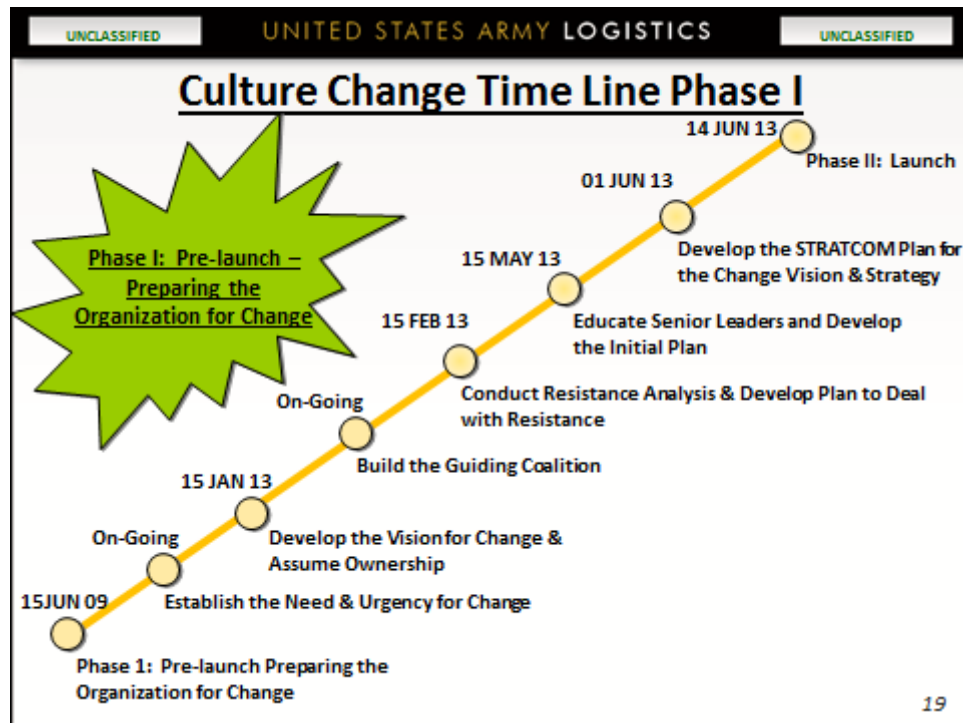 UNCLASSIFIED
UNITED STATES ARMY LOGISTICS
UNCLASSIFIED
Culture Change Time Line Phase I
14 JUN 13
Phase II: Launch
01 JUN 13
Develop the STRATCOM Plan for
the Change Vision & Strategy
Phase I: Pre-launch –
Preparing the
Organization for Change
15 MAY 13
Educate Senior Leaders and Develop
the Initial Plan
15 FEB 13
Conduct Resistance Analysis & Develop Plan to Deal
with Resistance
On-Going
Build the Guiding Coalition
15 JAN 13
Develop the Vision for Change &
Assume Ownership
On-Going
Establish the Need & Urgency for Change
15JUN 09
Phase 1: Pre-launch Preparing the
Organization for Change
19